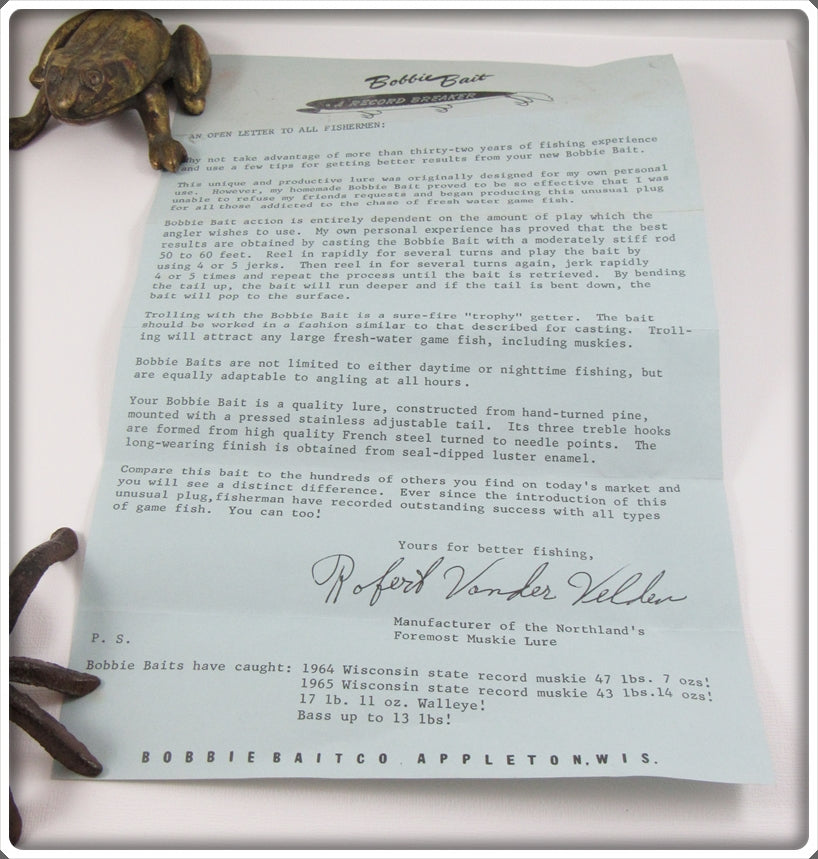 Bobbie Bait
A RECORD BREAKER
AN OPEN LETTER TO ALL FISHERMEN:
Why not take advantage of more than thirty-two years of fishing experience
and use a few tips for getting better results from your new Bobbie Bait.
This unique and productive lure was originally designed for my own personal
use. However, my homemade Bobbie Bait proved to be so effective that I was
unable to refuse my friends requests and began producing this unusual plug
for all those addicted to the chase of fresh water game fish.
Bobbie Bait action is entirely dependent on the amount of play which the
angler wishes to use. My own personal experience has proved that the best
results are obtained by casting the Bobbie Bait with a moderately stiff rod
50 to 60 feet. Reel in rapidly for several turns and play the bait by
using 4 or 5 jerks. Then reel in for several turns again, jerk rapidly
4 or 5 times and repeat the process until the bait is retrieved. By bending
the tail up, the bait will run deeper and if the tail is bent down, the
bait will pop to the surface.
Trolling with the Bobbie Bait is a sure-fire "trophy" getter. The bait
should be worked in a fashion similar to that described for casting. Troll-
ing will attract any large fresh-water game fish, including muskies.
Bobbie Baits are not limited to either daytime or nighttime fishing, but
are equally adaptable to angling at all hours.
Your Bobbie Bait is a quality lure, constructed from hand-turned pine,
mounted with a pressed stainless adjustable tail. Its three treble hooks
are formed from high quality French steel turned to needle points. The
long-wearing finish is obtained from seal-dipped luster enamel.
Compare this bait to the hundreds of others you find on today's market and
you will see a distinct difference. Ever since the introduction of this
unusual plug,fisherman have recorded outstanding success with all types
of game fish. You can too!
Yours for better fishing,
Robert Vander Velden
Manufacturer of the Northland's
Foremost Muskie Lure
P. S.
Bobbie Baits have caught: 1964 Wisconsin state record muskie 47 lbs. 7 ozs!
1965 Wisconsin state record muskie 43 lbs.14 ozs!
17 lb. 11 oz. Walleye!
Bass up to 13 lbs!
BOBBIE BAIT CO. APPLETON, WIS.